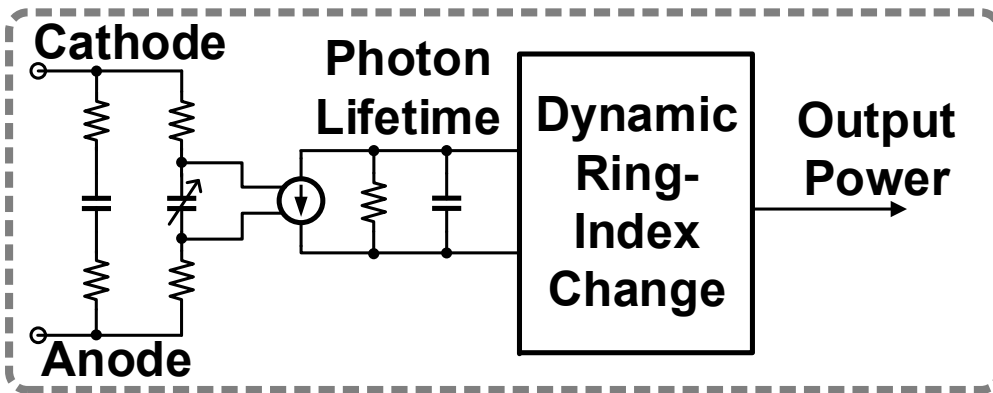 Cathode
Photon
Lifetime
Dynamic
Ring-
Index
Change
Output
Power
Anode